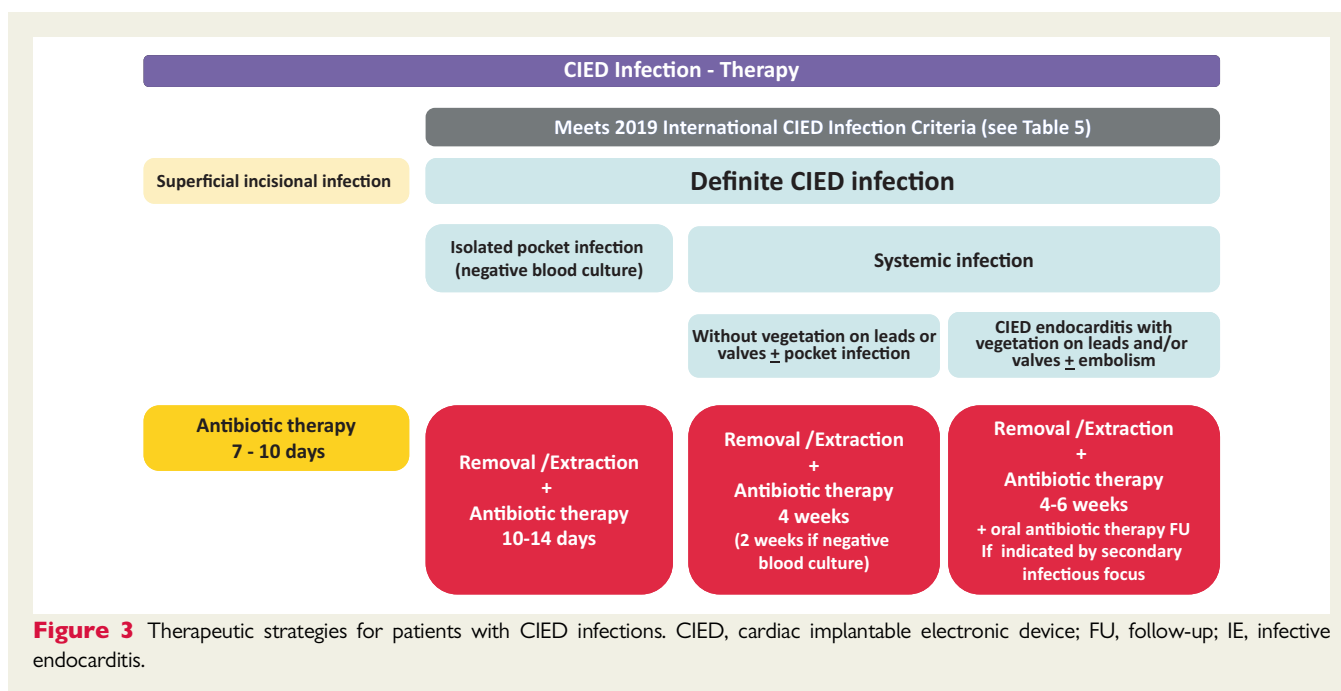 CIED Infection - Therapy
Meets 2019 International CIED Infection Criteria (see Table 5)
Superficial incisional infection
Definite CIED infection
Isolated pocket infection
(negative blood culture)
Systemic infection
Without vegetation on leads or
valves ± pocket infection
CIED endocarditis with
vegetation on leads and/or
valves ± embolism
Antibiotic therapy
7 - 10 days
Removal /Extraction
+
Antibiotic therapy
10-14 days
Removal /Extraction
+
Antibiotic therapy
4 weeks
(2 weeks if negative
blood culture)
Removal /Extraction
+
Antibiotic therapy
4-6 weeks
+ oral antibiotic therapy FU
If indicated by secondary
infectious focus
Figure 3 Therapeutic strategies for patients with CIED infections. CIED, cardiac implantable electronic device; FU, follow-up; IE, infective
endocarditis.